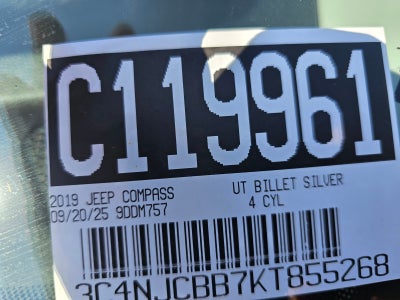 C119961
2019 JEEP COMPASS UT BILLET SILVER
09/20/25 9DDM757 4 CYL
3C4NJCBB7KT855268